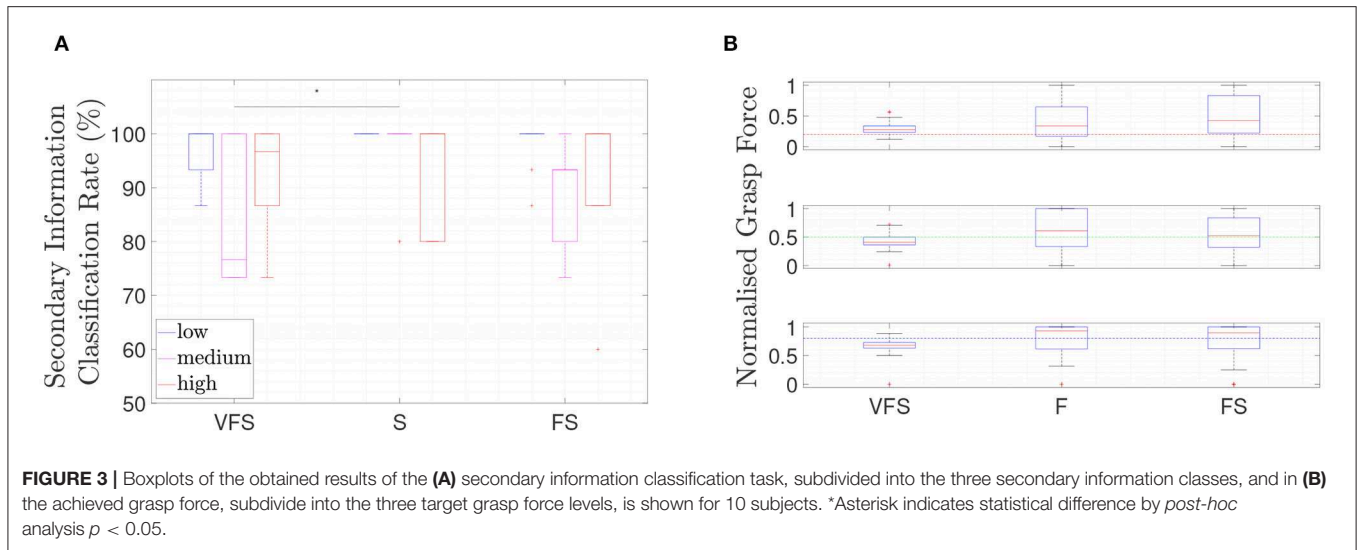 A
Secondary Information
Classification Rate (%)
100
90
80
70
60
50
low
medium
high
*
VFS
S
FS
B
Normalised Grasp Force
1
0.5
0
1
0.5
0
1
0.5
0
VFS
F
FS
FIGURE 3 | Boxplots of the obtained results of the (A) secondary information classification task, subdivided into the three secondary information classes, and in (B)
the achieved grasp force, subdivide into the three target grasp force levels, is shown for 10 subjects. *Asterisk indicates statistical difference by post-hoc
analysis p < 0.05.